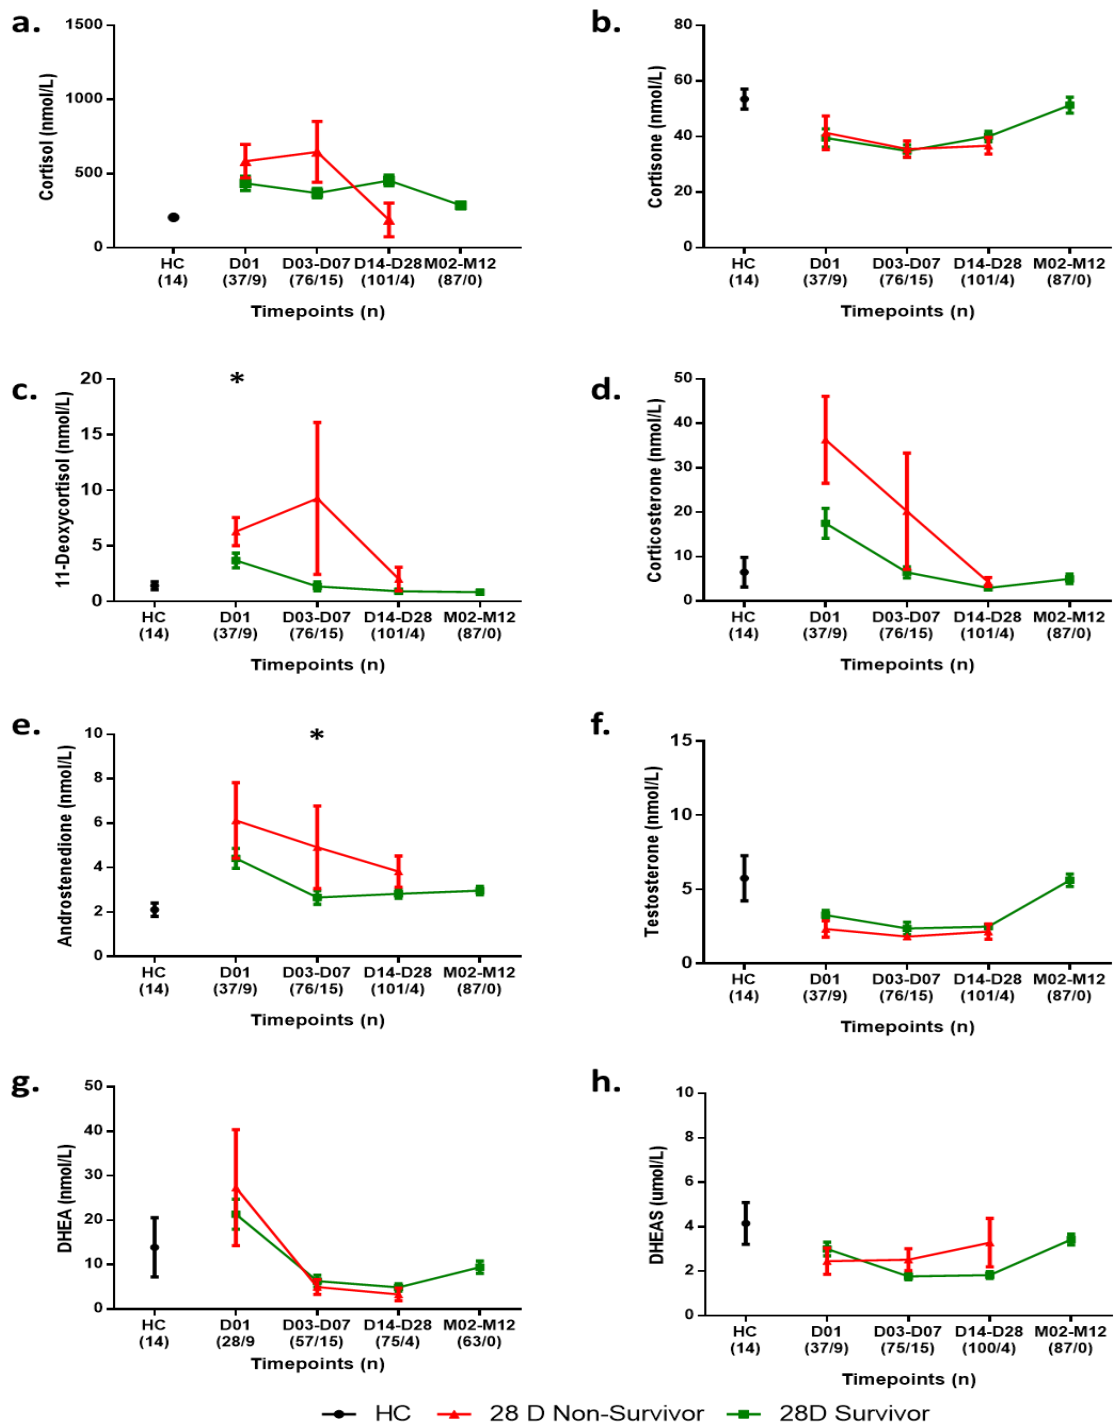 a.
1500
1000
500
0
Cortisol (nmol/L)
HC D01 D03-D07 D14-D28 M02-M12
(14) (37/9) (76/15) (101/4) (87/0)
Timepoints (n)
b.
80
60
40
20
0
Cortisone (nmol/L)
HC D01 D03-D07 D14-D28 M02-M12
(14) (37/9) (76/15) (101/4) (87/0)
Timepoints (n)
c.
*
20
15
10
5
0
11-Deoxycortisol (nmol/L)
HC D01 D03-D07 D14-D28 M02-M12
(14) (37/9) (76/15) (101/4) (87/0)
Timepoints (n)
d.
50
40
30
20
10
0
Corticosterone (nmol/L)
HC D01 D03-D07 D14-D28 M02-M12
(14) (37/9) (76/15) (101/4) (87/0)
Timepoints (n)
e.
*
10
8
6
4
2
0
Androstenedione (nmol/L)
HC D01 D03-D07 D14-D28 M02-M12
(14) (37/9) (76/15) (101/4) (87/0)
Timepoints (n)
f.
15
10
5
0
Testosterone (nmol/L)
HC D01 D03-D07 D14-D28 M02-M12
(14) (37/9) (76/15) (101/4) (87/0)
Timepoints (n)
g.
50
40
30
20
10
0
DHEA (nmol/L)
HC D01 D03-D07 D14-D28 M02-M12
(14) (28/9 (57/15) (75/4) (63/0)
Timepoints (n)
h.
10
8
6
4
2
0
DHEAS (umol/L)
HC D01 D03-D07 D14-D28 M02-M12
(14) (37/9) (75/15) (100/4) (87/0)
Timepoints (n)
HC 28 D Non-Survivor 28D Survivor